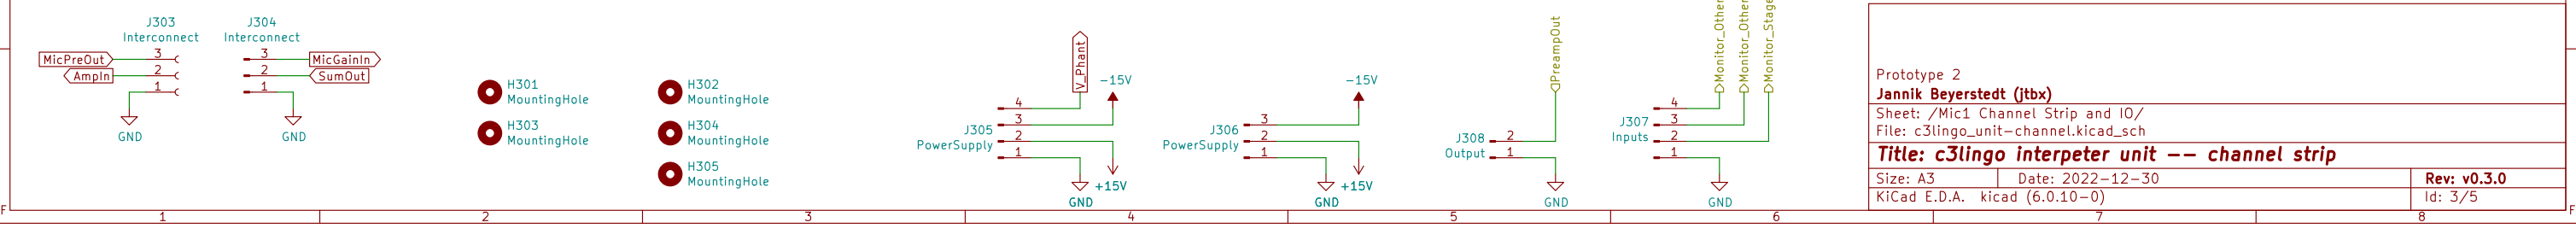 J303
Interconnect
3
2
1
MicPreOut
AmpIn
GND
J304
Interconnect
3
2
1
MicGainIn
SumOut
GND
H301
MountingHole
H303
MountingHole
H302
MountingHole
H304
MountingHole
H305
MountingHole
V_Phant
-15V
J305
PowerSupply
4
3
2
1
+15V
GND
-15V
J306
PowerSupply
3
2
1
+15V
GND
PreampOut
J308
Output
2
1
GND
Monitor_Other
Monitor_Other
Monitor_Stage
J307
Inputs
4
3
2
1
GND
Prototype 2
Jannik Beyerstedt (jtbx)
Sheet: /Mic1 Channel Strip and IO/
File: c3lingo_unit-channel.kicad_sch
Title: c3lingo interpeter unit -- channel strip
Size: A3
Date: 2022-12-30
Rev: v0.3.0
KiCad E.D.A. kicad (6.0.10-0)
Id: 3/5
F
1
2
3
4
5
6
7
8
F